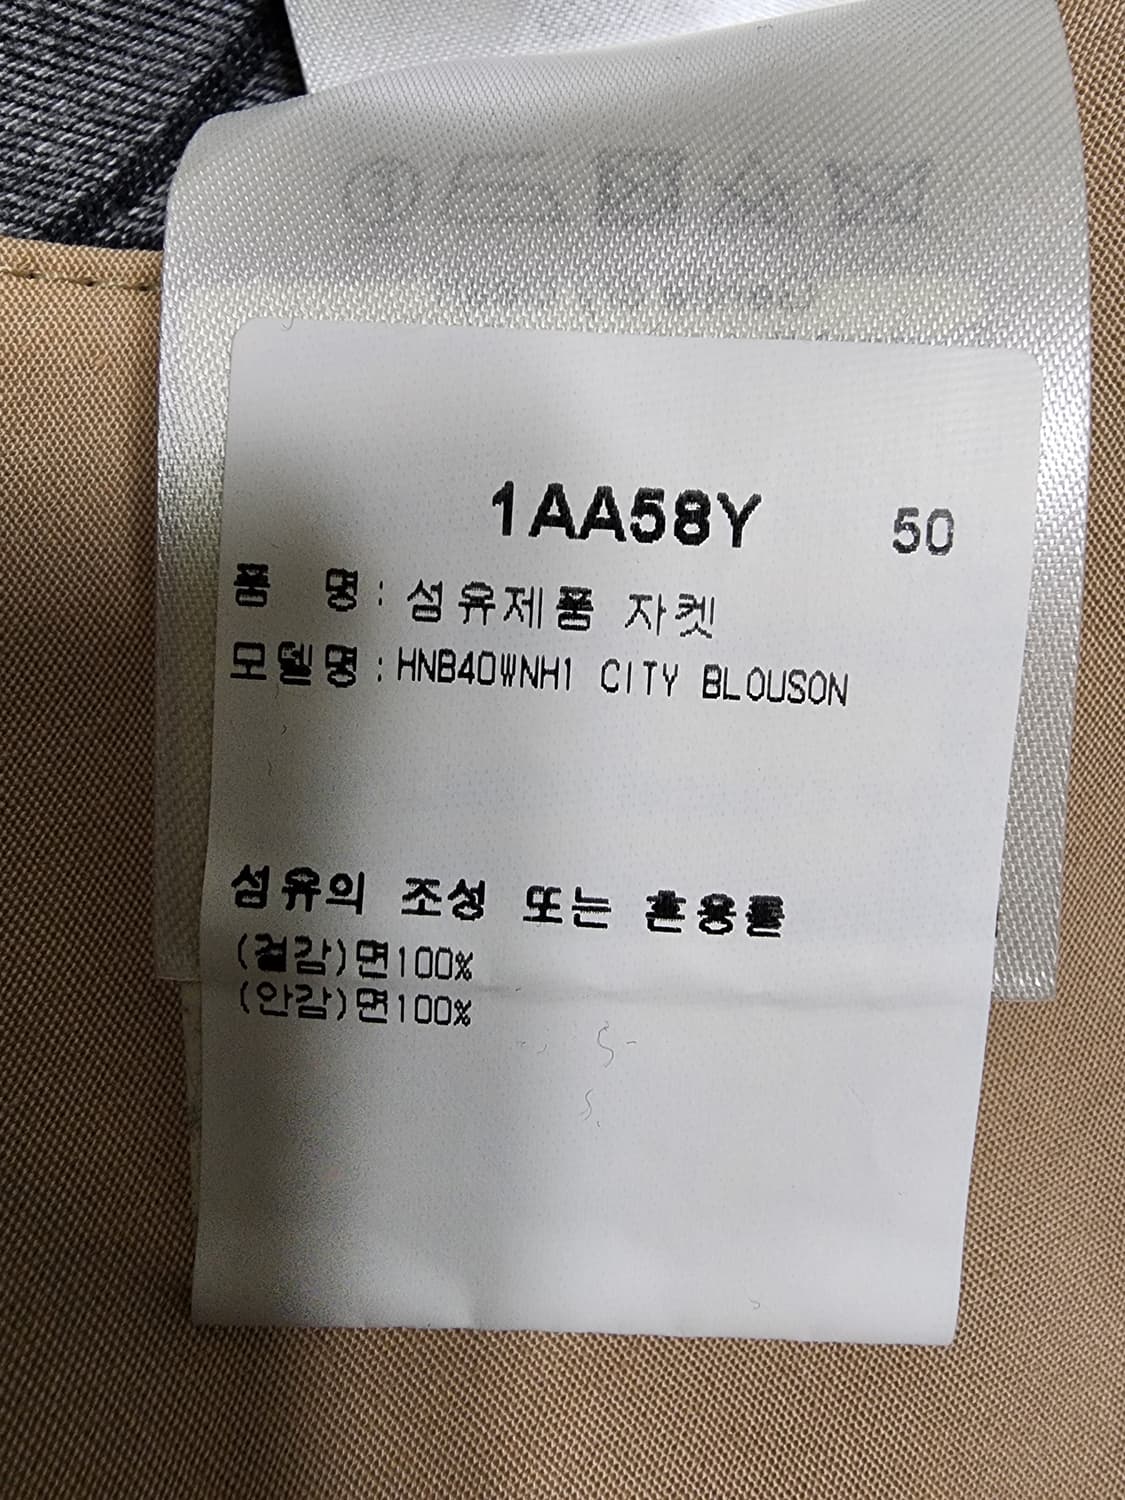 1AA58Y 50
품 명 : 섬유제품 자켓
모델명 : HNB40WNH1 CITY BLOUSON
섬유의 조성 또는 혼용률
(겉감)면100%
(안감)면100%